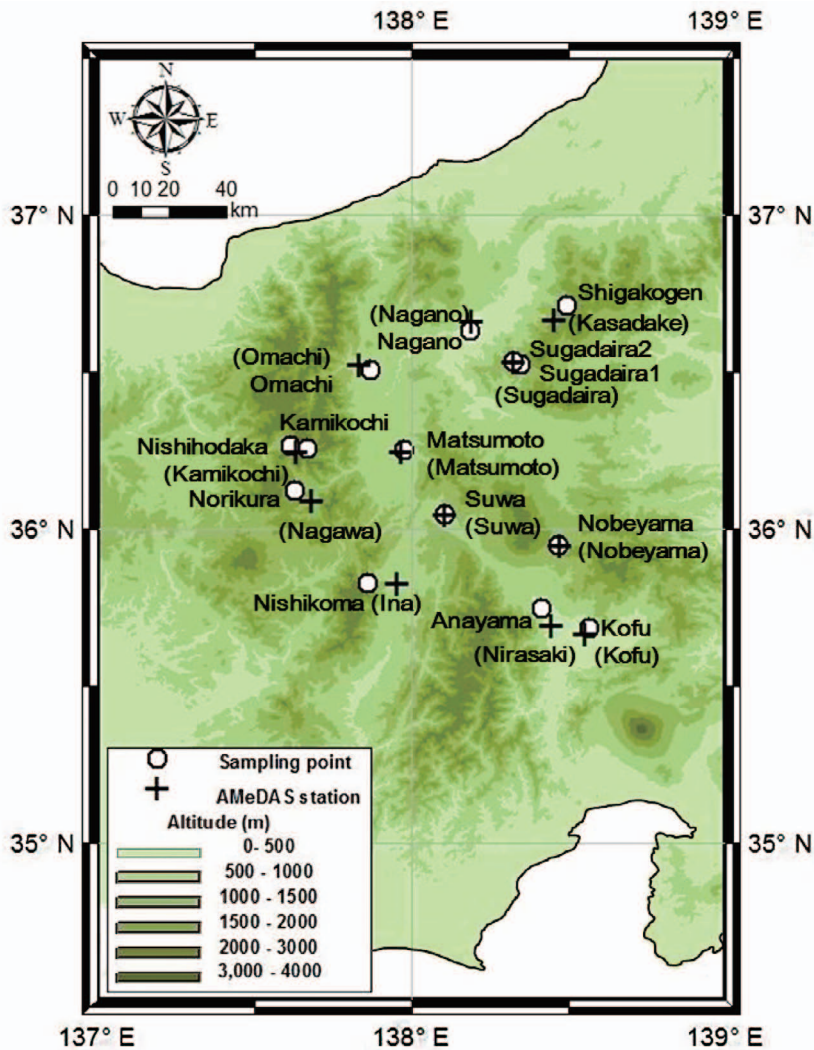 138° E 139° E
N
W E
S
0 10 20 40
km
37° N 37° N
Shigakogen
(Nagano) (Kasadake)
Nagano
Sugadaira2
(Omachi) Sugadaira1
Omachi (Sugadaira)
Kamikochi
Nishihodaka Matsumoto
(Kamikochi) (Matsumoto)
Norikura Suwa
(Nagawa) (Suwa)
36° N 36° N
Nobeyama
(Nobeyama)
Nishikoma (Ina)
Anayama Kofu
(Nirasaki) (Kofu)
Sampling point
AMeDAS station
Altitude (m)
0- 500
500 - 1000
1000 - 1500
1500 - 2000
2000 - 3000
3,000 - 4000
35° N 35° N
137° E 138° E 139° E